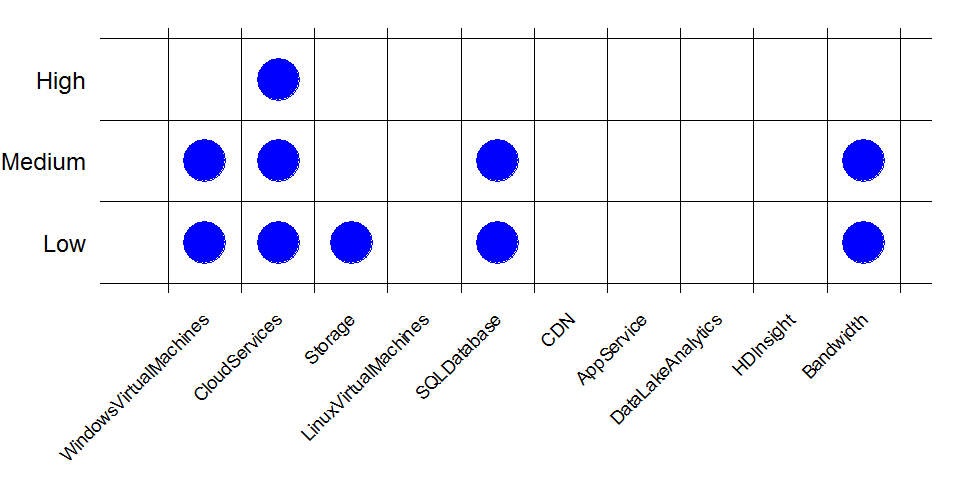 High
Medium
Low
WindowsVirtualMachines
CloudServices
Storage
LinuxVirtualMachines
SQLDatabase
CDN
AppService
DataLakeAnalytics
HDInsight
Bandwidth